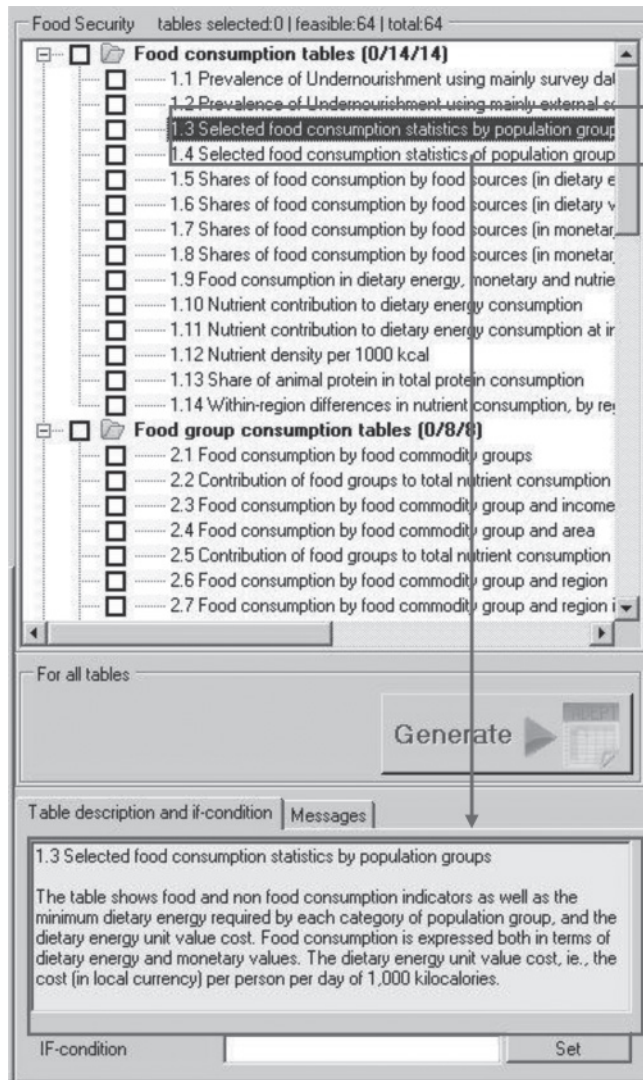 Food Security tables selected:0 | feasible:64 | total:64
Food consumption tables (0/14/14)
1.1 Prevalence of Undernourishment using mainly survey dat
1.2 Prevalence of Undernourishment using mainly external so
1.3 Selected food consumption statistics by population group
1.4 Selected food consumption statistics of population group
1.5 Shares of food consumption by food sources (in dietary e
1.6 Shares of food consumption by food sources (in dietary v
1.7 Shares of food consumption by food sources (in monetar
1.8 Shares of food consumption by food sources (in monetar
1.9 Food consumption in dietary energy, monetary and nutrie
1.10 Nutrient contribution to dietary energy consumption
1.11 Nutrient contribution to dietary energy consumption at in
1.12 Nutrient density per 1000 kcal
1.13 Share of animal protein in total protein consumption
1.14 Within-region differences in nutrient consumption, by reg
Food group consumption tables (0/8/8)
2.1 Food consumption by food commodity groups
2.2 Contribution of food groups to total nutrient consumption
2.3 Food consumption by food commodity group and income
2.4 Food consumption by food commodity group and area
2.5 Contribution of food groups to total nutrient consumption
2.6 Food consumption by food commodity group and region
2.7 Food consumption by food commodity group and region i
For all tables
Generate ADEPT
Table description and if-condition Messages
1.3 Selected food consumption statistics by population groups
The table shows food and non food consumption indicators as well as the
minimum dietary energy required by each category of population group, and the
dietary energy unit value cost. Food consumption is expressed both in terms of
dietary energy and monetary values. The dietary energy unit value cost, ie., the
cost (in local currency) per person per day of 1,000 kilocalories.
IF-condition Set